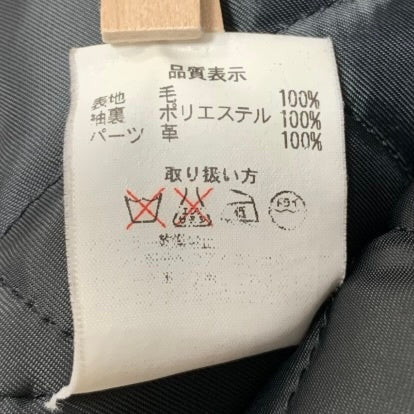 品質表示
表地 毛 100%
袖裏 ポリエステル 100%
パーツ 革 100%
取り扱い方
低 ドライ